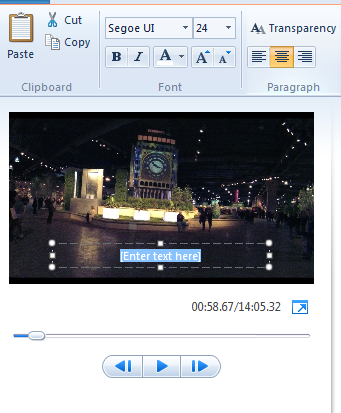 Paste
Cut
Copy
Clipboard
Segoe UI
24
B I A A A
Font
AA Transparency
Paragraph
[Enter text here]
00:58.67/14:05.32